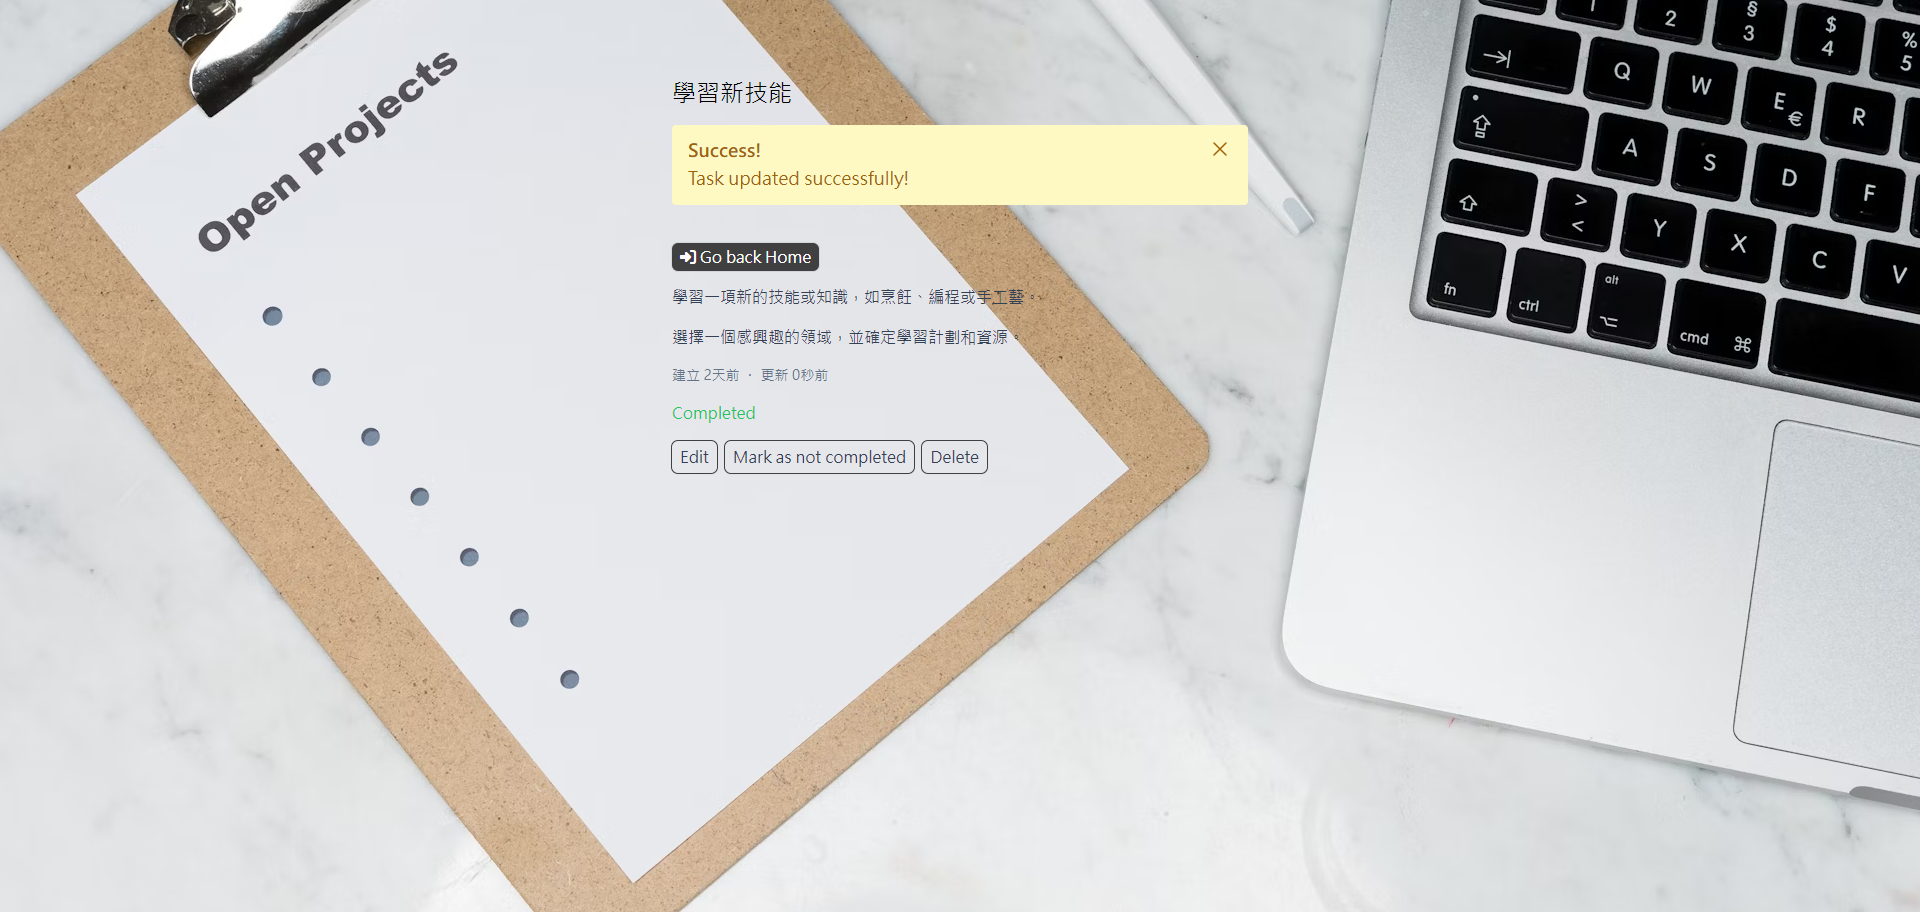 Open Projects
學習新技能
Success!
Task updated successfully!
Go back Home
學習一項新的技能或知識，如烹飪、編程或手工藝。
選擇一個感興趣的領域，並確定學習計劃和資源。
建立 2天前 · 更新 0秒前
Completed
Edit Mark as not completed Delete
1 2 § 3 $ 4 % 5
Q W E € R
A S D F
> < Y X C V
fn ctrl alt cmd ⌘